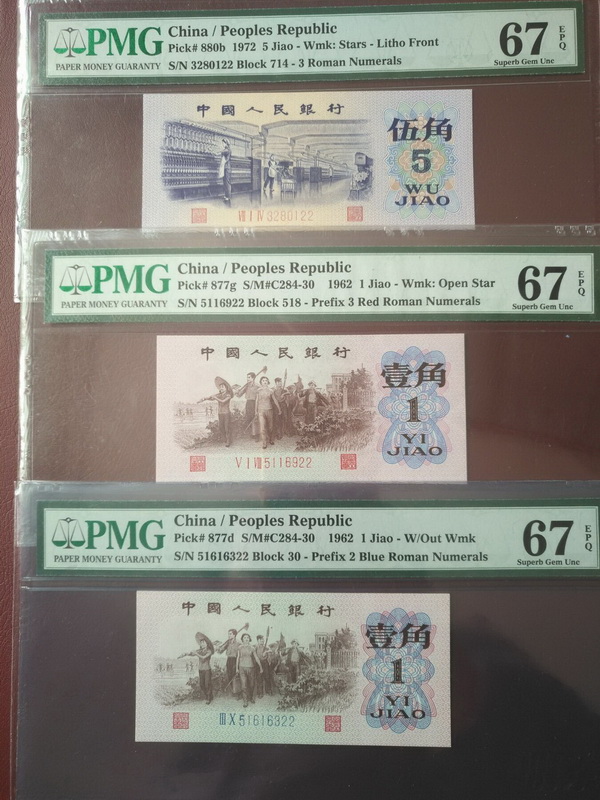 PMG
PAPER MONEY GUARANTY
China / Peoples Republic
Pick# 880b 1972 5 Jiao - Wmk: Stars - Litho Front
S/N 3280122 Block 714 - 3 Roman Numerals
67 EPQ
Superb Gem Unc
中國人民銀行
伍角
5
WU
JIAO
VII I IV 3280122
PMG
PAPER MONEY GUARANTY
China / Peoples Republic
Pick# 877g S/M#C284-30 1962 1 Jiao - Wmk: Open Star
S/N 5116922 Block 518 - Prefix 3 Red Roman Numerals
67 EPQ
Superb Gem Unc
中國人民銀行
壹角
1
YI
JIAO
V I VIII 5116922
PMG
PAPER MONEY GUARANTY
China / Peoples Republic
Pick# 877d S/M#C284-30 1962 1 Jiao - W/Out Wmk
S/N 51616322 Block 30 - Prefix 2 Blue Roman Numerals
67 EPQ
Superb Gem Unc
中國人民銀行
壹角
1
YI
JIAO
III X 51616322